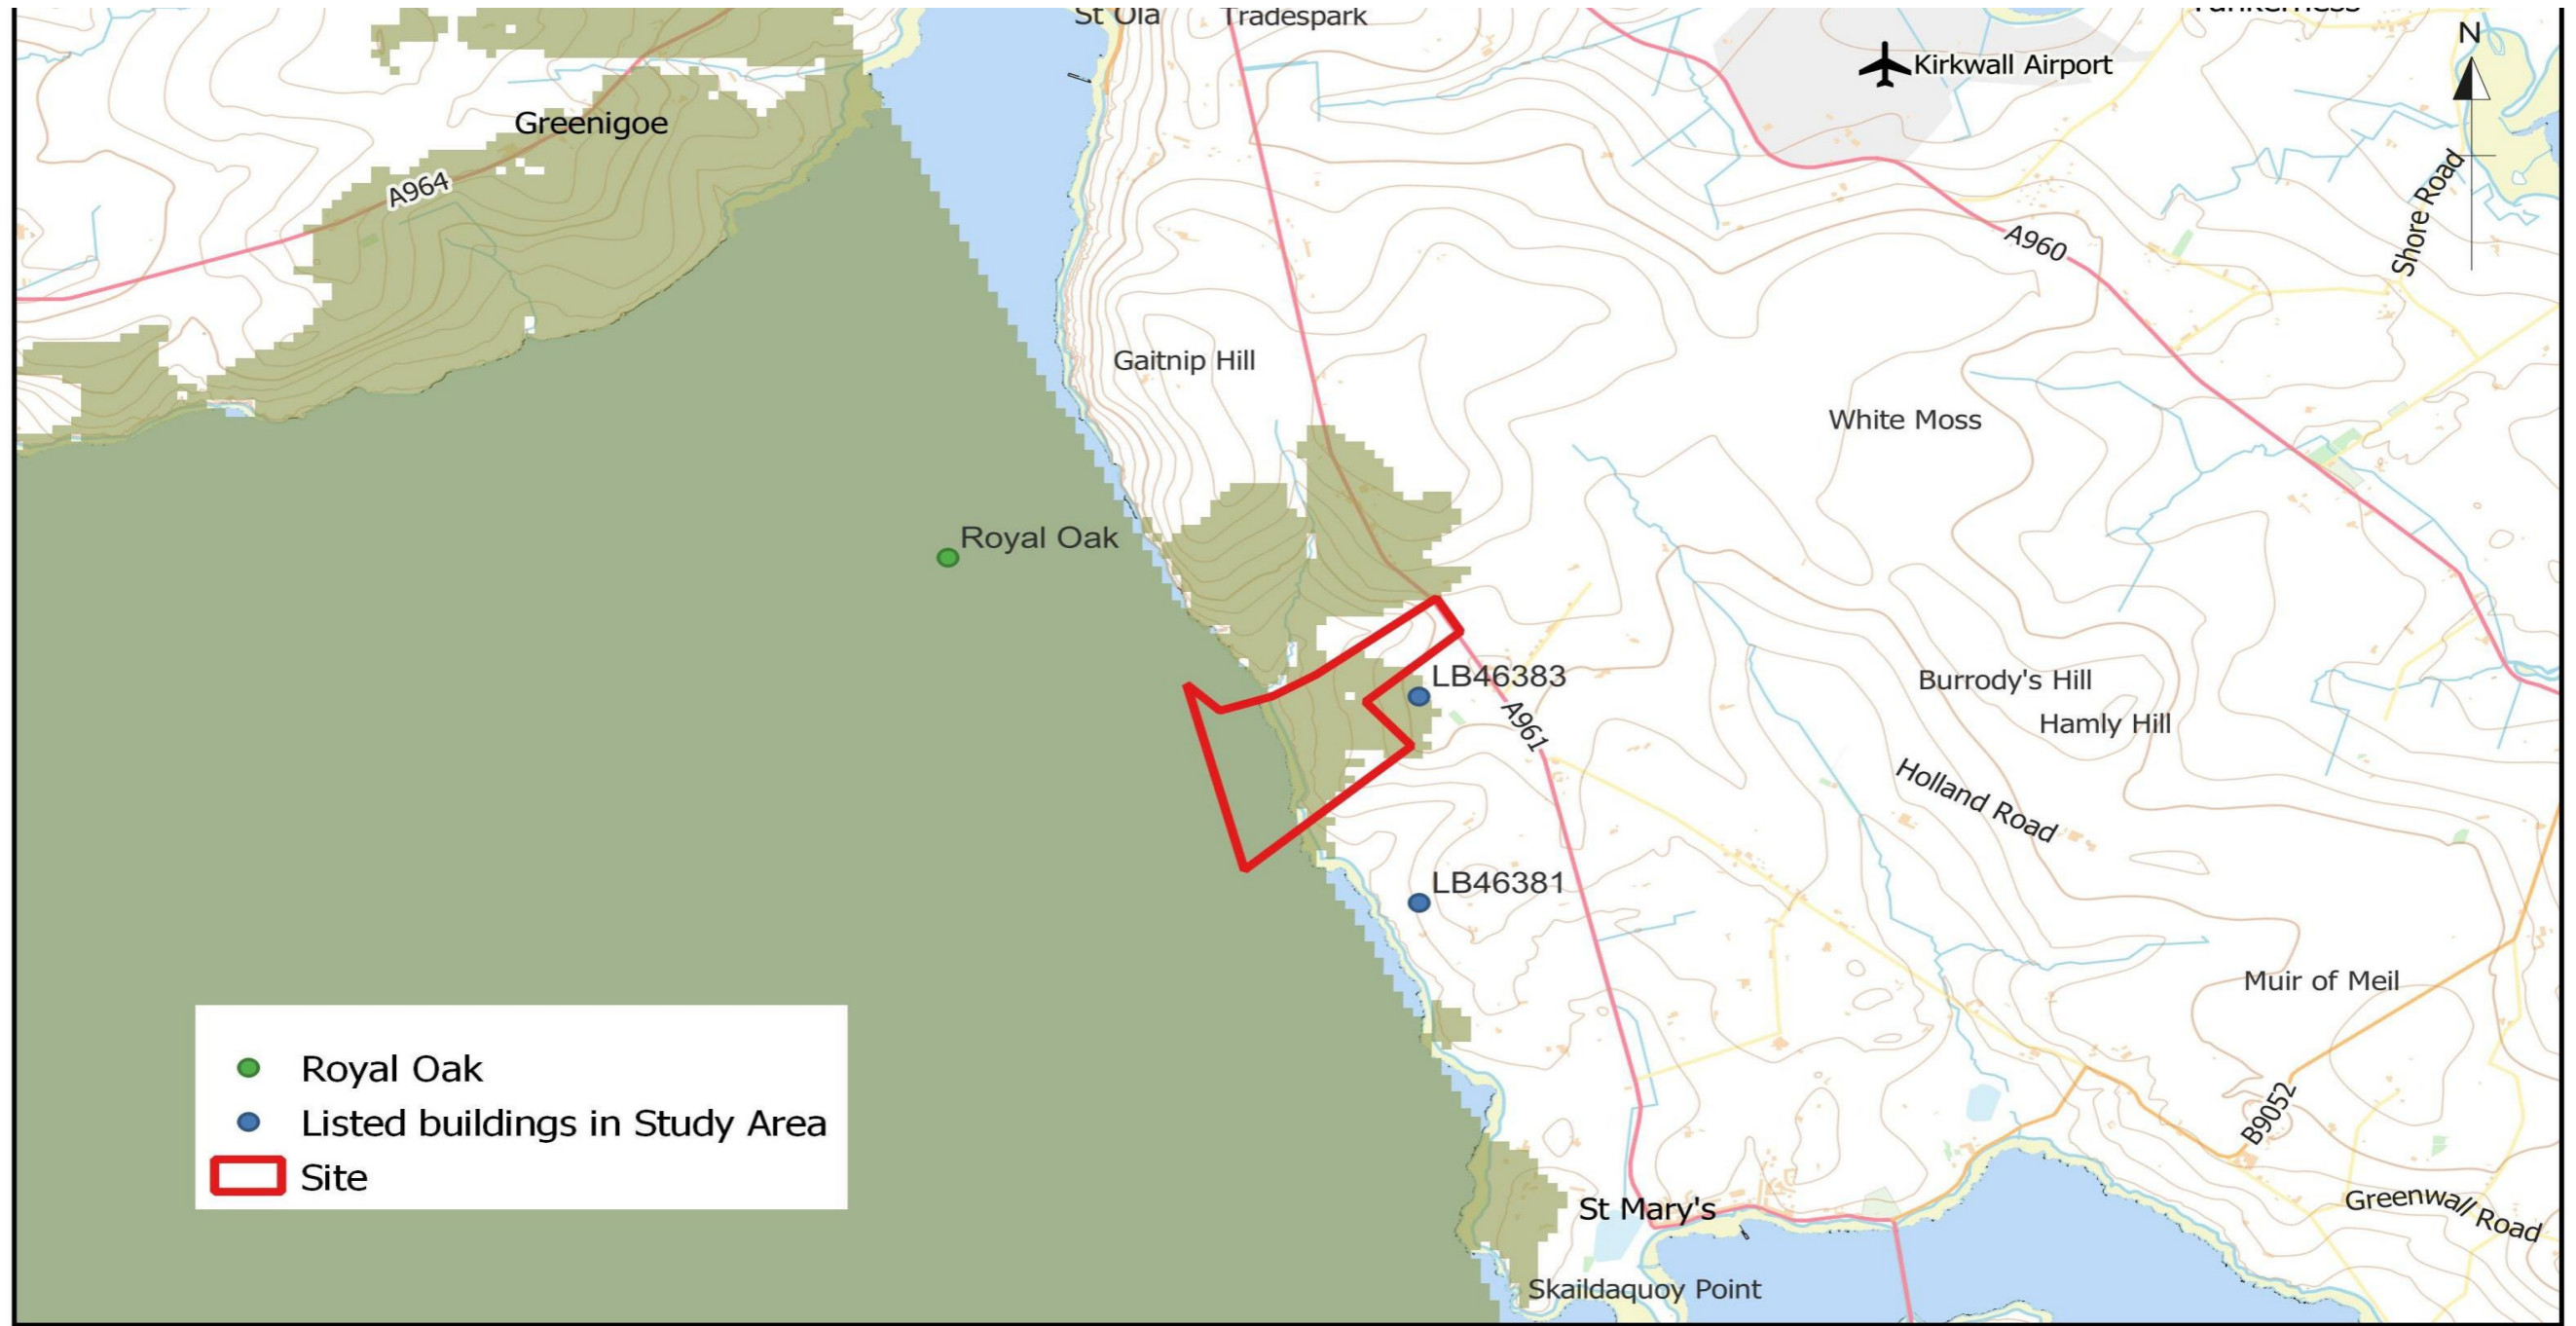 St Ola
Tradespark
N
Kirkwall Airport
Greenigoe
A964
Shore Road
A960
Gaitnip Hill
White Moss
Royal Oak
LB46383
Burrody's Hill
A961
Hamly Hill
Holland Road
LB46381
Muir of Meil
Royal Oak
B9052
Listed buildings in Study Area
Site
St Mary's
Greenwall Road
Skaildaquoy Point